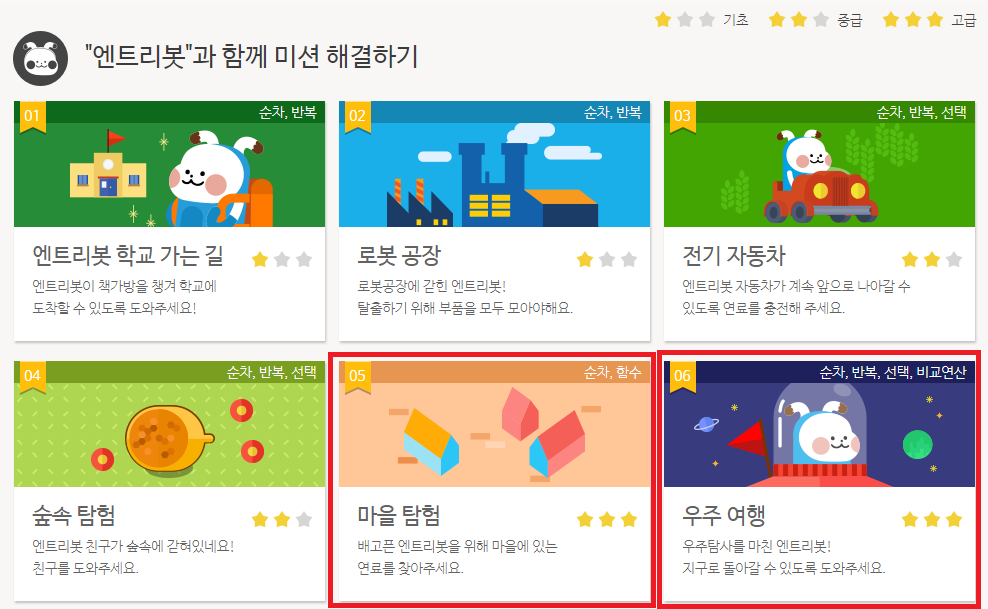 기초 중급 고급
"엔트리봇"과 함께 미션 해결하기
01 순차, 반복
엔트리봇 학교 가는 길
엔트리봇이 책가방을 챙겨 학교에
도착할 수 있도록 도와주세요!
02 순차, 반복
로봇 공장
로봇공장에 갇힌 엔트리봇!
탈출하기 위해 부품을 모두 모아야해요.
03 순차, 반복, 선택
전기 자동차
엔트리봇 자동차가 계속 앞으로 나아갈 수
있도록 연료를 충전해 주세요.
04 순차, 반복, 선택
숲속 탐험
엔트리봇 친구가 숲속에 갇혀있네요!
친구를 도와주세요.
05 순차, 함수
마을 탐험
배고픈 엔트리봇을 위해 마을에 있는
연료를 찾아주세요.
06 순차, 반복, 선택, 비교연산
우주 여행
우주탐사를 마친 엔트리봇!
지구로 돌아갈 수 있도록 도와주세요.